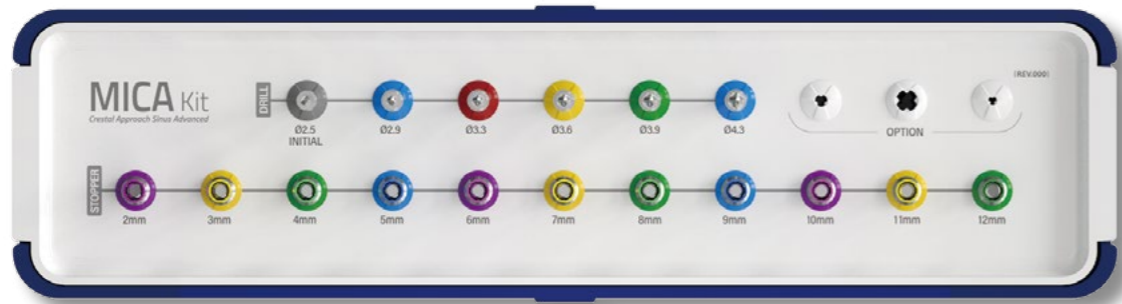 MICA Kit
Crestal Approach Sinus Advanced
DRILL
Ø2.5 Ø2.9 Ø3.3 Ø3.6 Ø3.9 Ø4.3
INITIAL
OPTION
(REV.000)
STOPPER
2mm 3mm 4mm 5mm 6mm 7mm 8mm 9mm 10mm 11mm 12mm